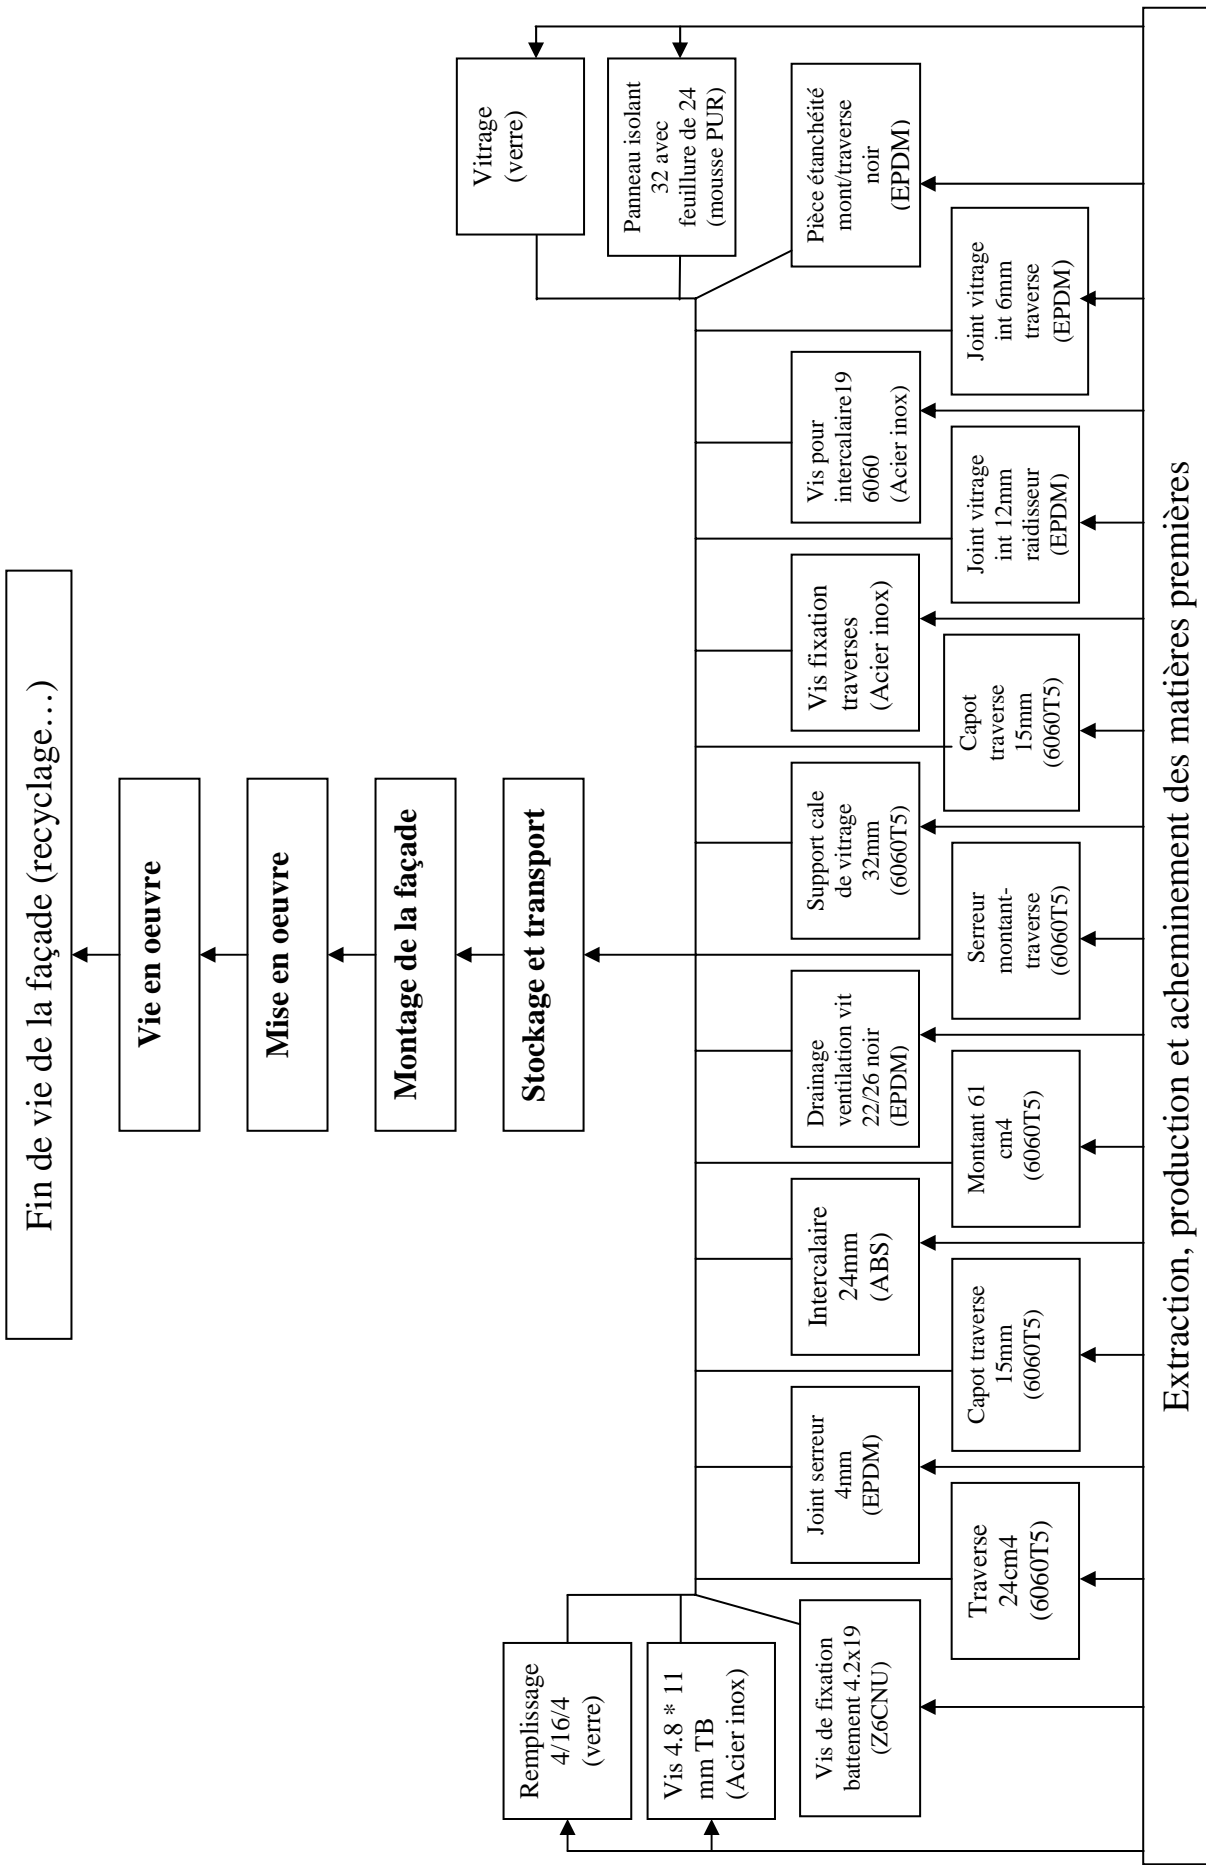 Fin de vie de la façade (recyclage…)
Vie en oeuvre
Mise en oeuvre
Montage de la façade
Stockage et transport
Remplissage
4/16/4
(verre)
Vis 4.8 * 11
mm TB
(Acier inox)
Vis de fixation
battement 4.2x19
(Z6CNU)
Traverse
24cm4
(6060T5)
Joint serreur
4mm
(EPDM)
Capot traverse
15mm
(6060T5)
Intercalaire
24mm
(ABS)
Montant 61
cm4
(6060T5)
Drainage
ventilation vit
22/26 noir
(EPDM)
Serreur
montant-
traverse
(6060T5)
Support cale
de vitrage
32mm
(6060T5)
Capot
traverse
15mm
(6060T5)
Vis fixation
traverses
(Acier inox)
Joint vitrage
int 12mm
raidisseur
(EPDM)
Vis pour
intercalaire19
6060
(Acier inox)
Joint vitrage
int 6mm
traverse
(EPDM)
Pièce étanchéité
mont/traverse
noir
(EPDM)
Panneau isolant
32 avec
feuillure de 24
(mousse PUR)
Vitrage
(verre)
Extraction, production et acheminement des matières premières